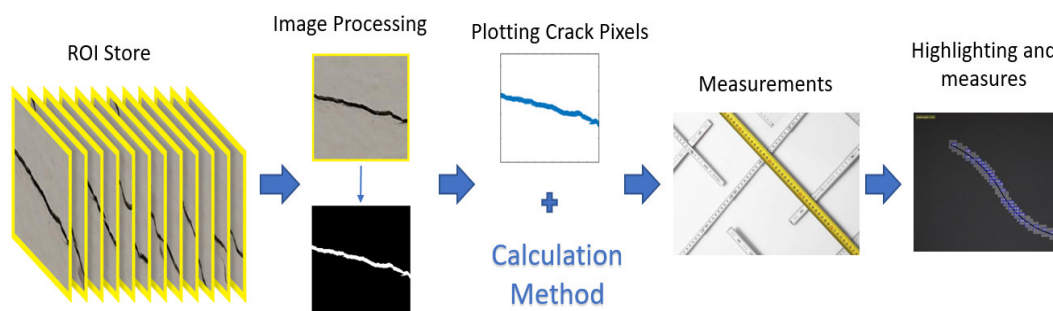 ROI Store
Image Processing
Plotting Crack Pixels
Measurements
Highlighting and
measures
Calculation
Method